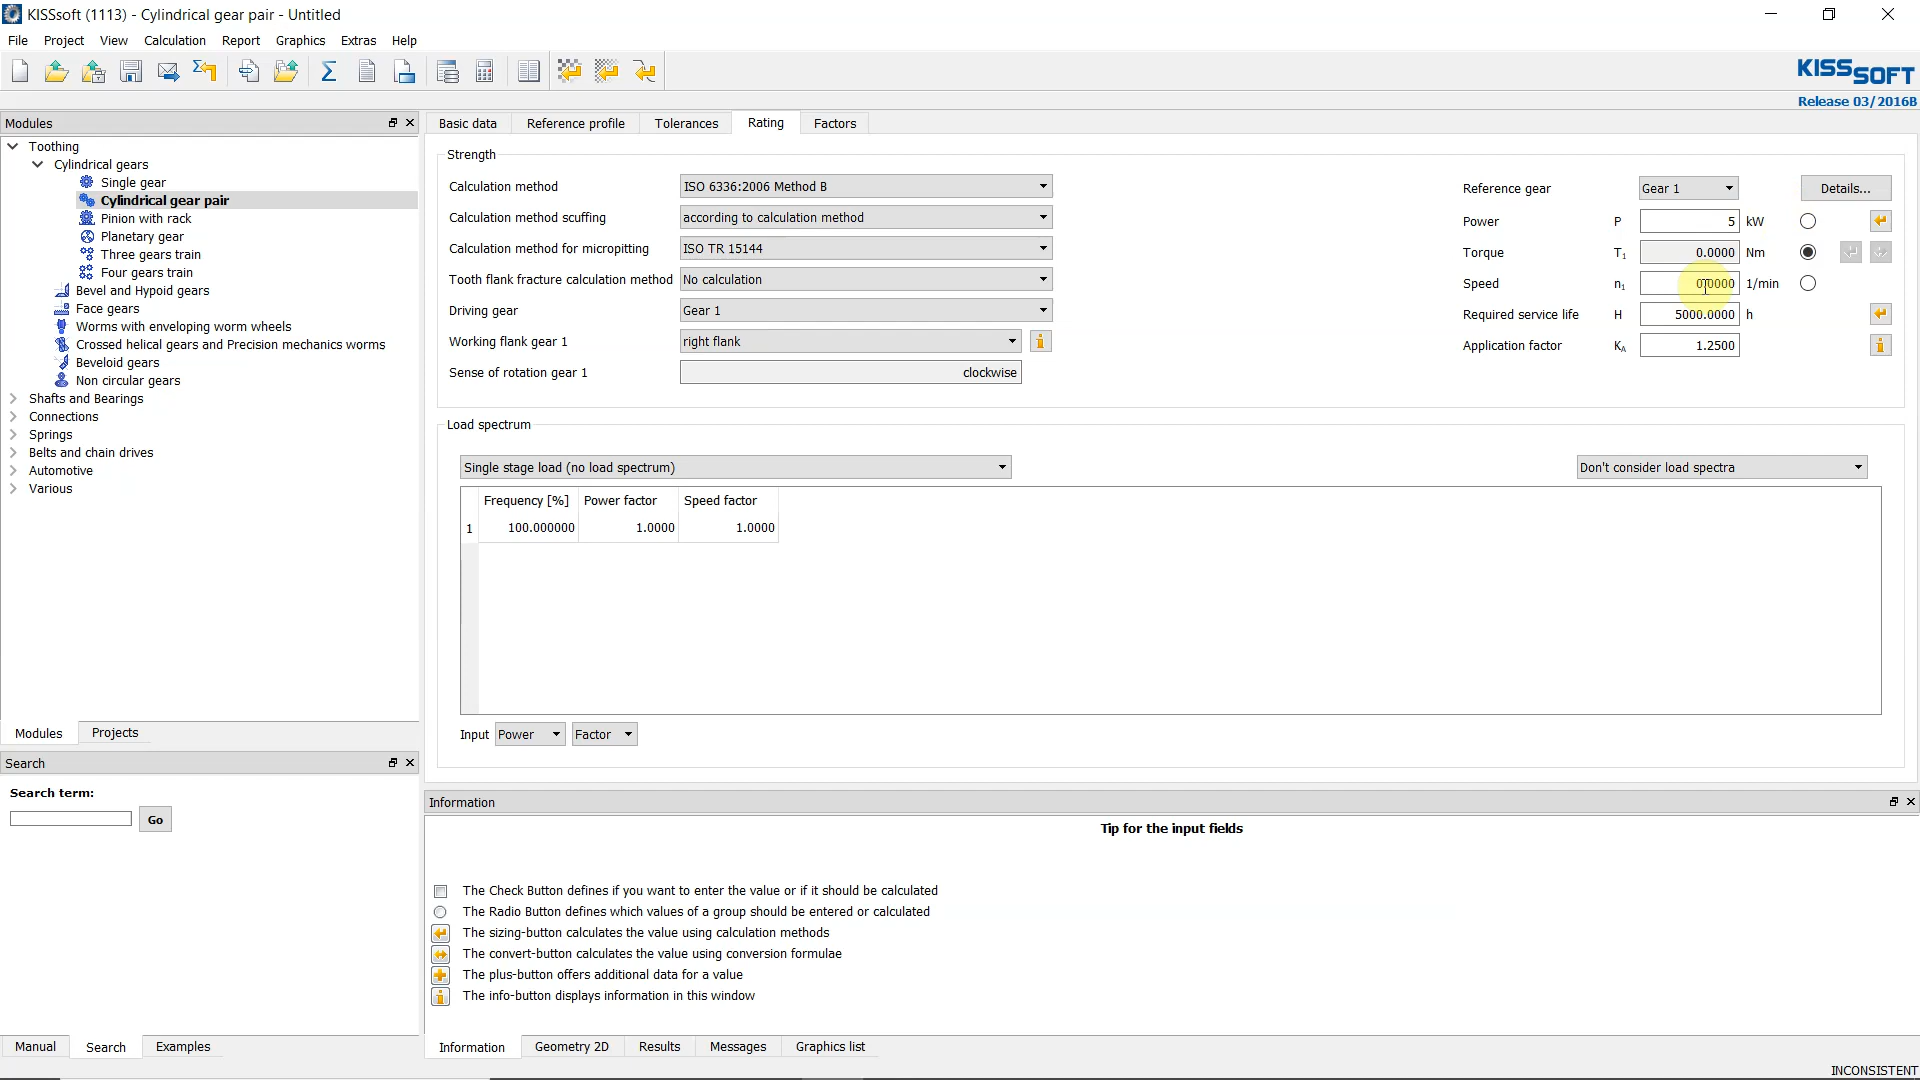 KISSsoft (1113) - Cylindrical gear pair - Untitled
File Project View Calculation Report Graphics Extras Help
KISSSOFT
Release 03/2016B
Modules
Toothing
Cylindrical gears
Single gear
Cylindrical gear pair
Pinion with rack
Planetary gear
Three gears train
Four gears train
Bevel and Hypoid gears
Face gears
Worms with enveloping worm wheels
Crossed helical gears and Precision mechanics worms
Beveloid gears
Non circular gears
Shafts and Bearings
Connections
Springs
Belts and chain drives
Automotive
Various
Modules Projects
Search
Search term:
Go
Manual Search Examples
Basic data Reference profile Tolerances Rating Factors
Strength
Calculation method ISO 6336:2006 Method B
Calculation method scuffing according to calculation method
Calculation method for micropitting ISO TR 15144
Tooth flank fracture calculation method No calculation
Driving gear Gear 1
Working flank gear 1 right flank
Sense of rotation gear 1 clockwise
Reference gear Gear 1 Details...
Power P 5 kW
Torque T1 0.0000 Nm
Speed n1 0.0000 1/min
Required service life H 5000.0000 h
Application factor KA 1.2500
Load spectrum
Single stage load (no load spectrum) Don't consider load spectra
Frequency [%] Power factor Speed factor
1 100.000000 1.0000 1.0000
Input Power Factor
Information
Tip for the input fields
The Check Button defines if you want to enter the value or if it should be calculated
The Radio Button defines which values of a group should be entered or calculated
The sizing-button calculates the value using calculation methods
The convert-button calculates the value using conversion formulae
The plus-button offers additional data for a value
The info-button displays information in this window
Information Geometry 2D Results Messages Graphics list
INCONSISTENT